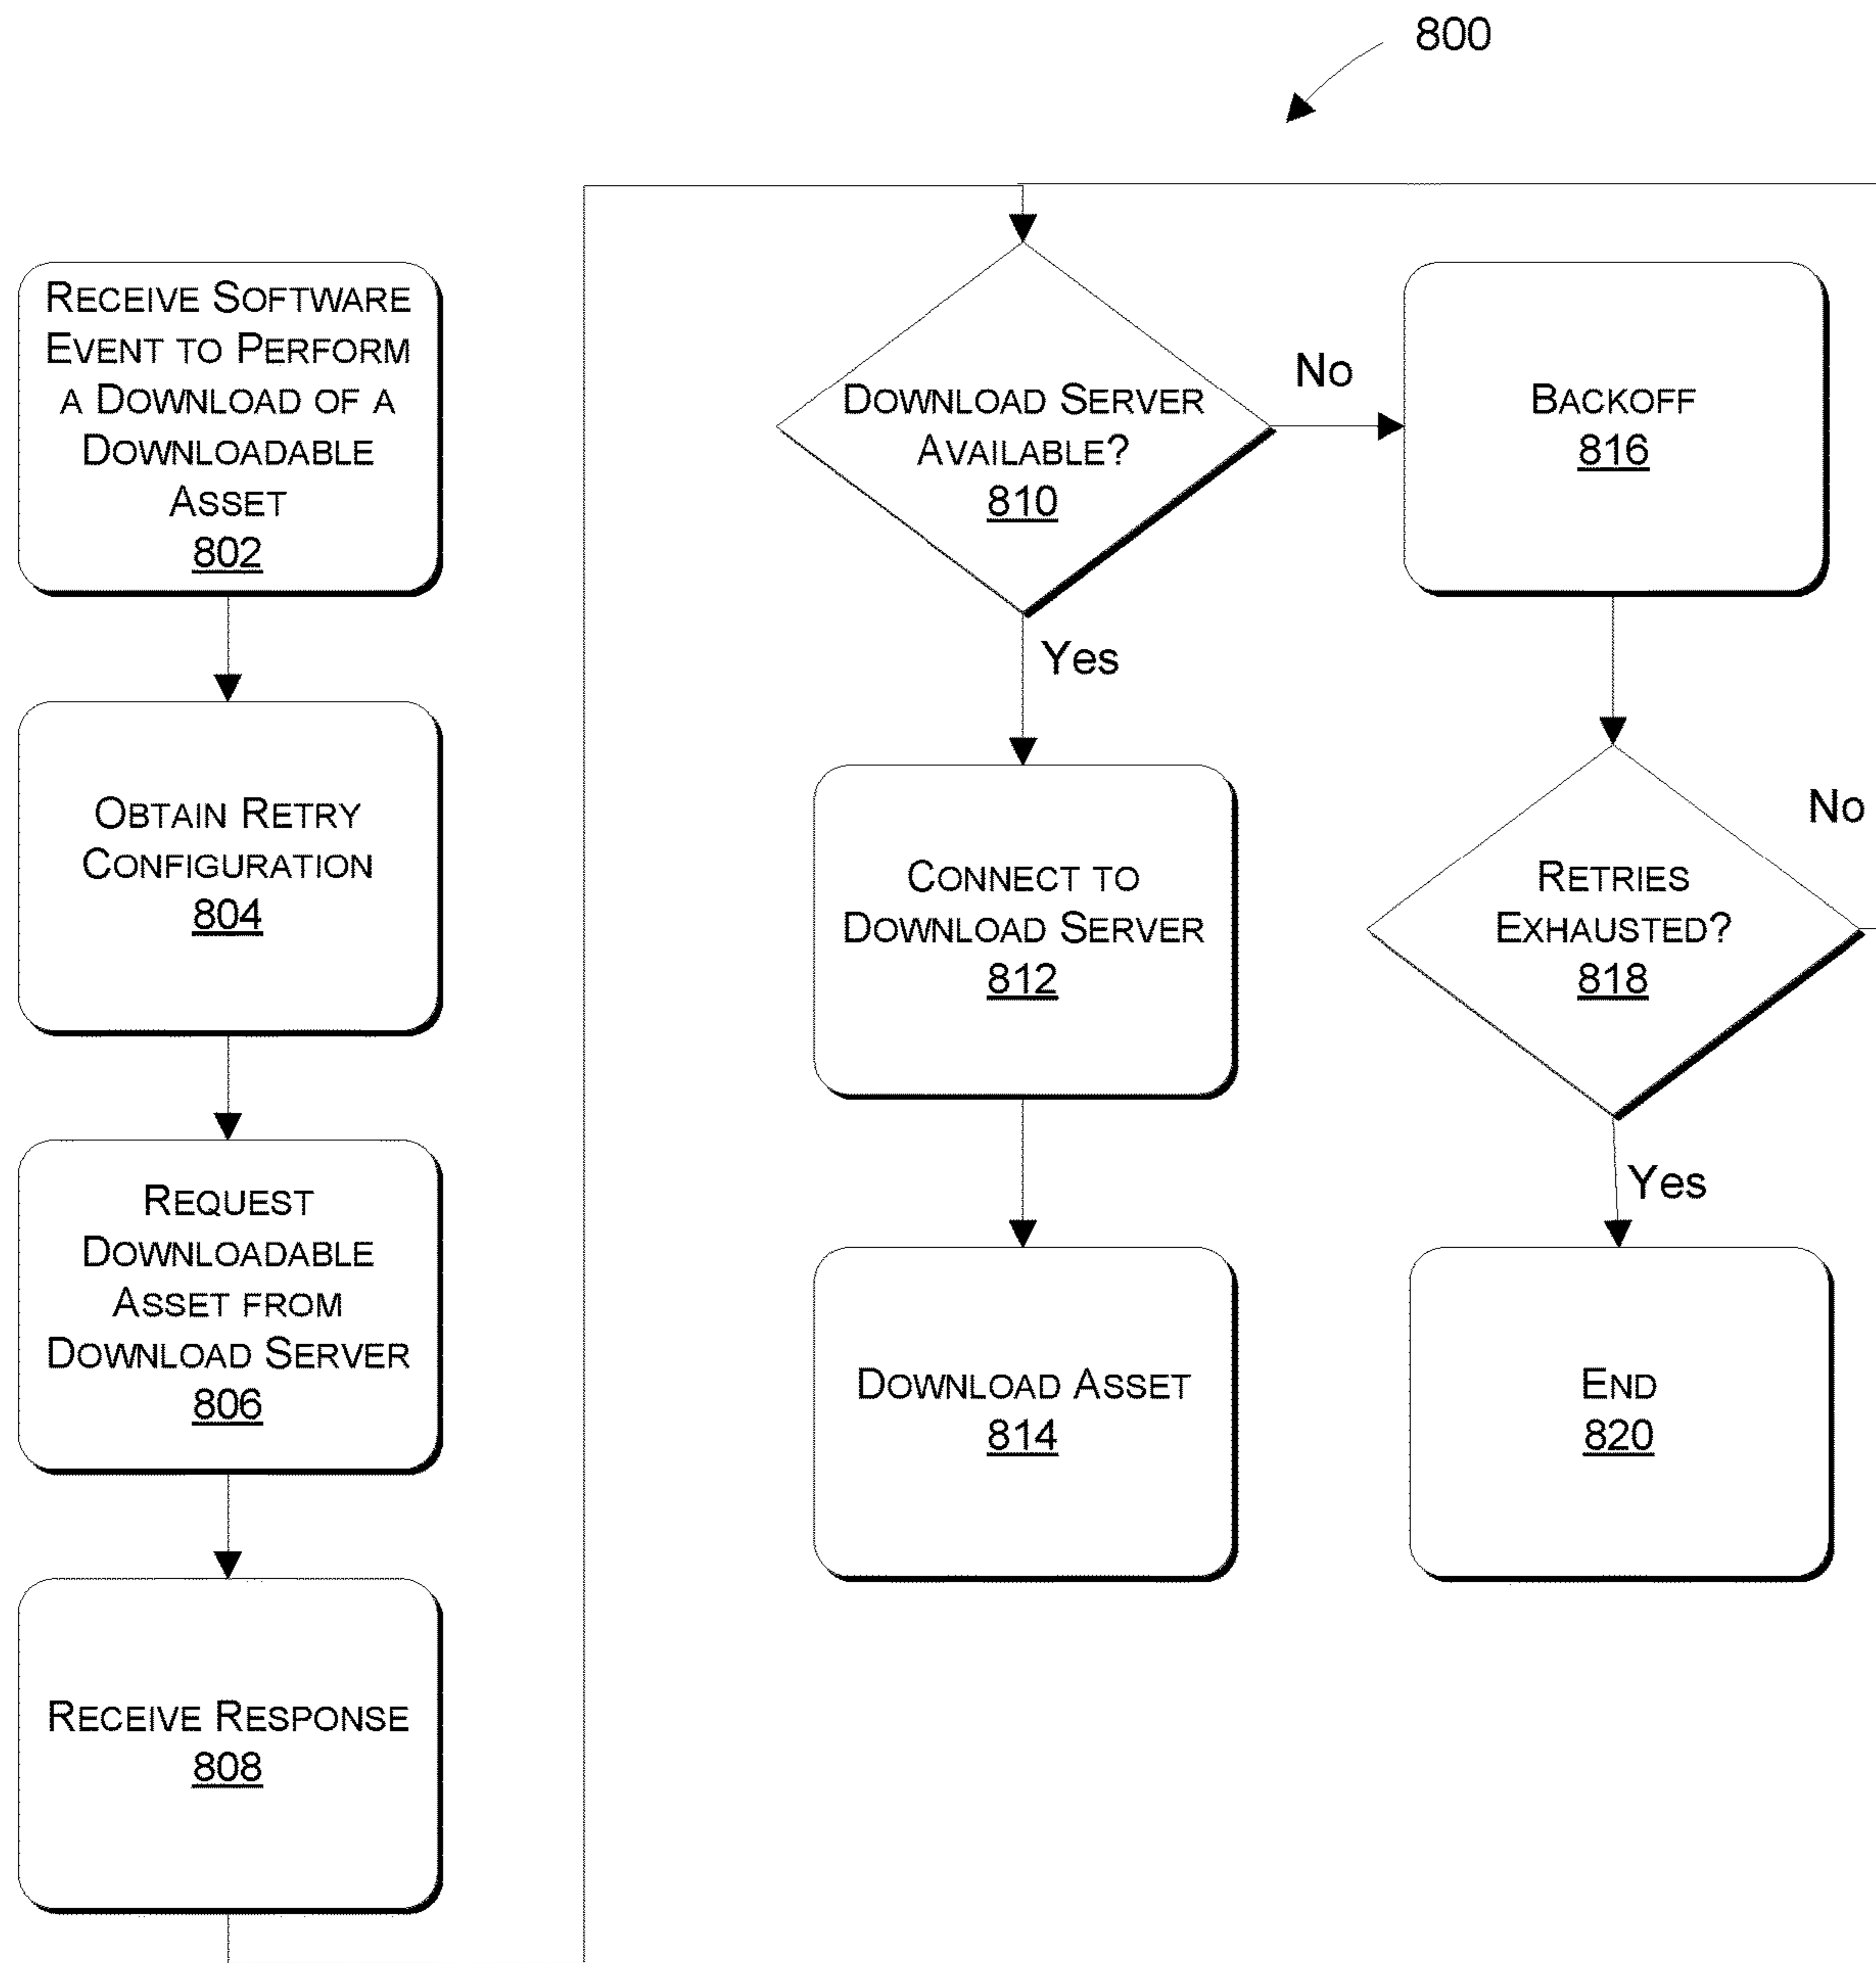 800
Receive Software
Event to Perform
a Download of a
Downloadable
Asset
802
Obtain Retry
Configuration
804
Request
Downloadable
Asset from
Download Server
806
Receive Response
808
Download Server
Available?
810
No
Yes
Connect to
Download Server
812
Download Asset
814
Backoff
816
Retries
Exhausted?
818
No
Yes
End
820